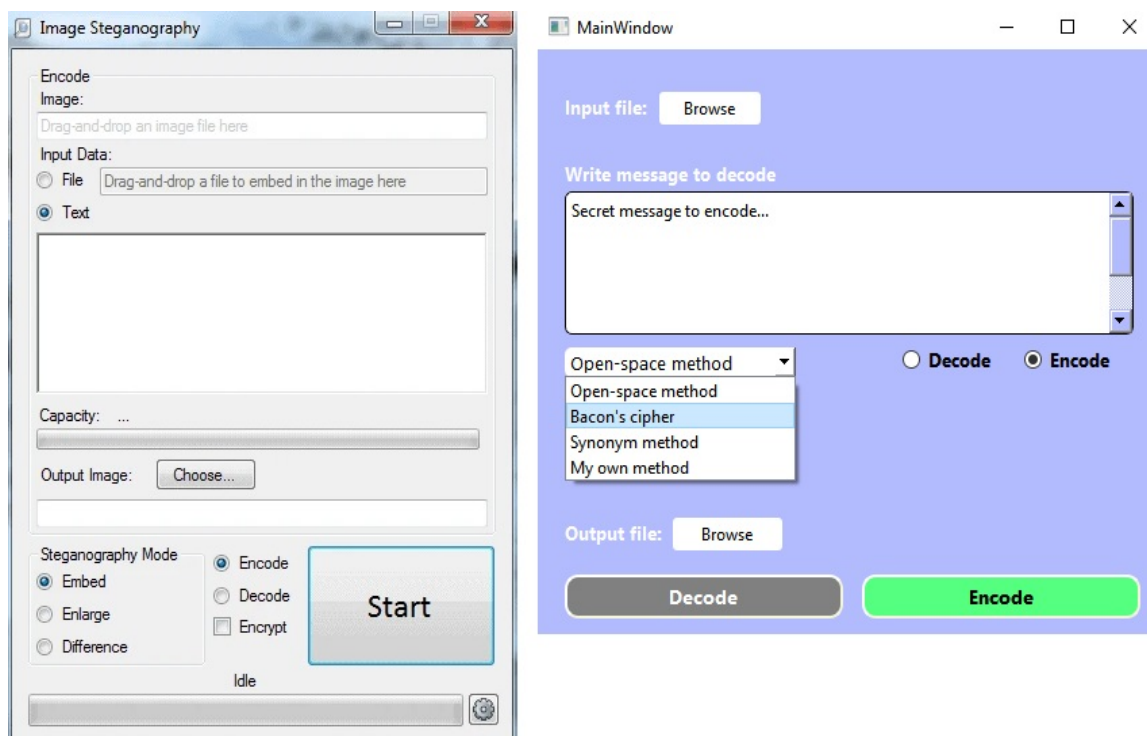 Image Steganography
Encode
Image:
Drag-and-drop an image file here
Input Data:
File Drag-and-drop a file to embed in the image here
Text
Capacity: ...
Output Image: Choose...
Steganography Mode
Embed
Enlarge
Difference
Encode
Decode
Encrypt
Start
Idle
MainWindow
Input file: Browse
Write message to decode
Secret message to encode...
Open-space method
Decode Encode
Open-space method
Bacon's cipher
Synonym method
My own method
Output file: Browse
Decode Encode